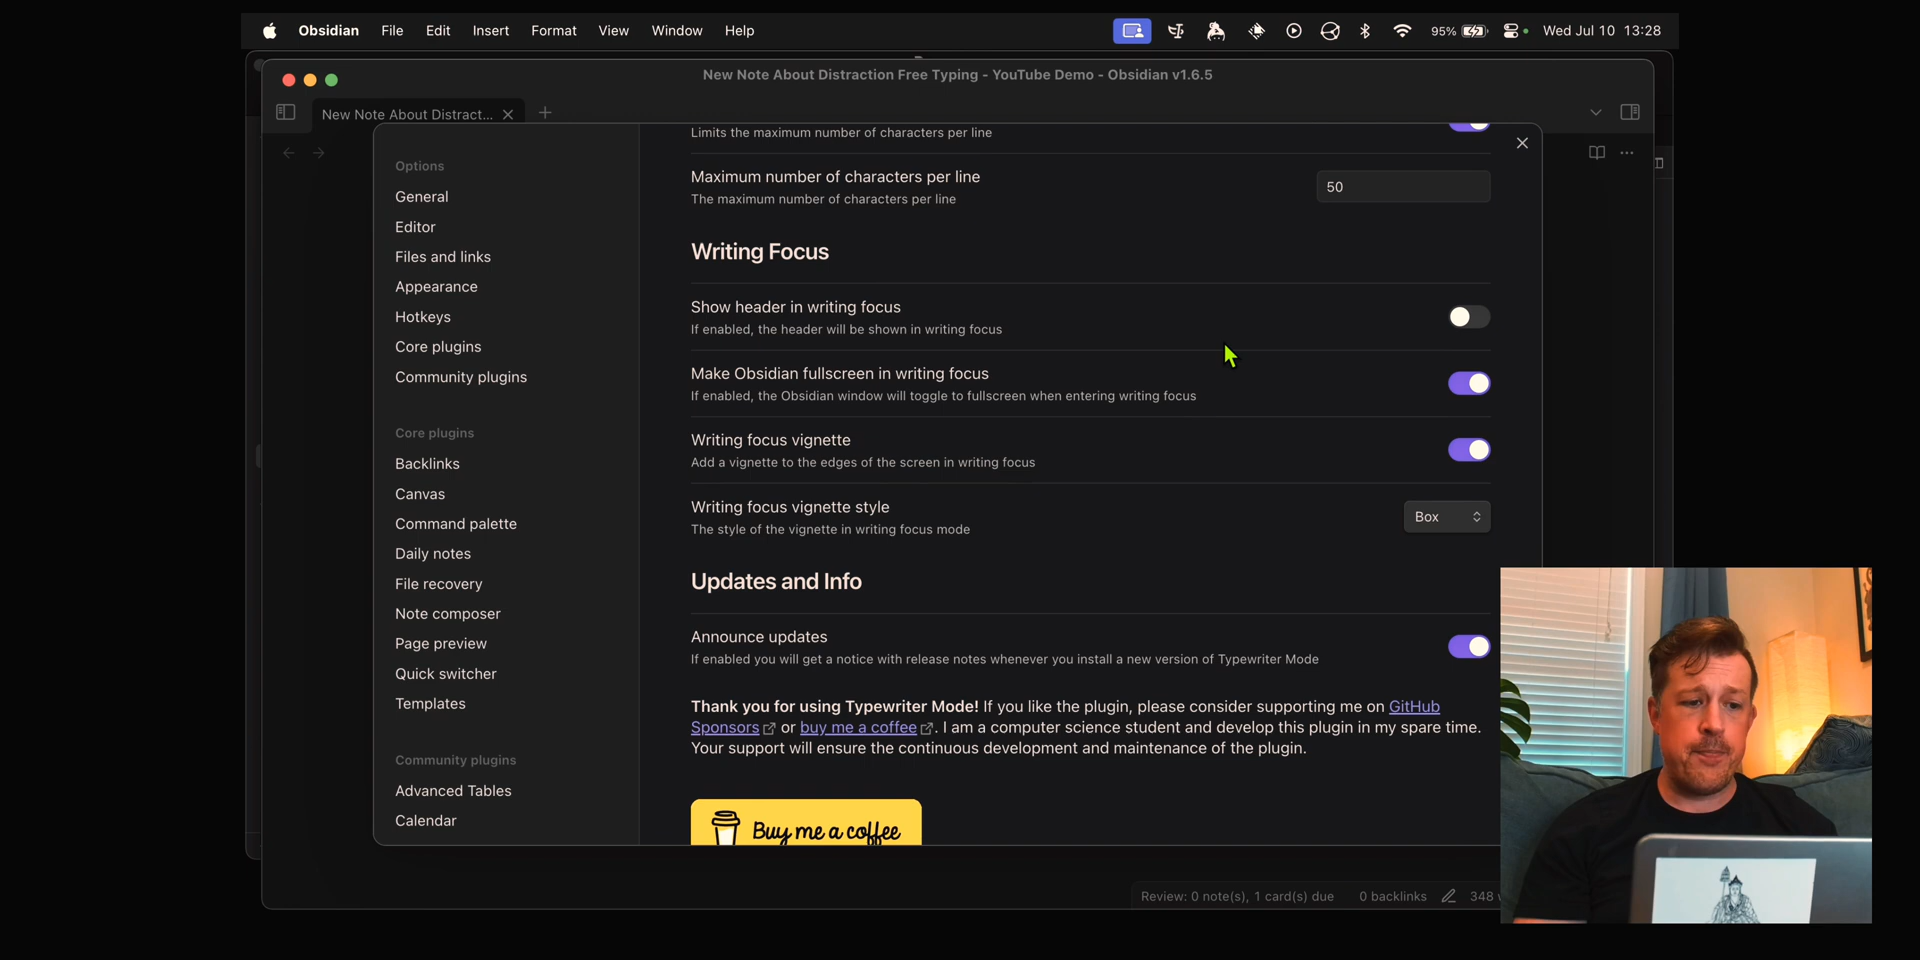 Obsidian File Edit Insert Format View Window Help 95% Wed Jul 10 13:28
New Note About Distraction Free Typing - YouTube Demo - Obsidian v1.6.5
New Note About Distract...
Limits the maximum number of characters per line
Options
General
Editor
Files and links
Appearance
Hotkeys
Core plugins
Community plugins
Core plugins
Backlinks
Canvas
Command palette
Daily notes
File recovery
Note composer
Page preview
Quick switcher
Templates
Community plugins
Advanced Tables
Calendar
Maximum number of characters per line
The maximum number of characters per line
50
Writing Focus
Show header in writing focus
If enabled, the header will be shown in writing focus
Make Obsidian fullscreen in writing focus
If enabled, the Obsidian window will toggle to fullscreen when entering writing focus
Writing focus vignette
Add a vignette to the edges of the screen in writing focus
Writing focus vignette style
The style of the vignette in writing focus mode
Box
Updates and Info
Announce updates
If enabled you will get a notice with release notes whenever you install a new version of Typewriter Mode
Thank you for using Typewriter Mode! If you like the plugin, please consider supporting me on GitHub
Sponsors or buy me a coffee. I am a computer science student and develop this plugin in my spare time.
Your support will ensure the continuous development and maintenance of the plugin.
Buy me a coffee
Review: 0 note(s), 1 card(s) due 0 backlinks 348